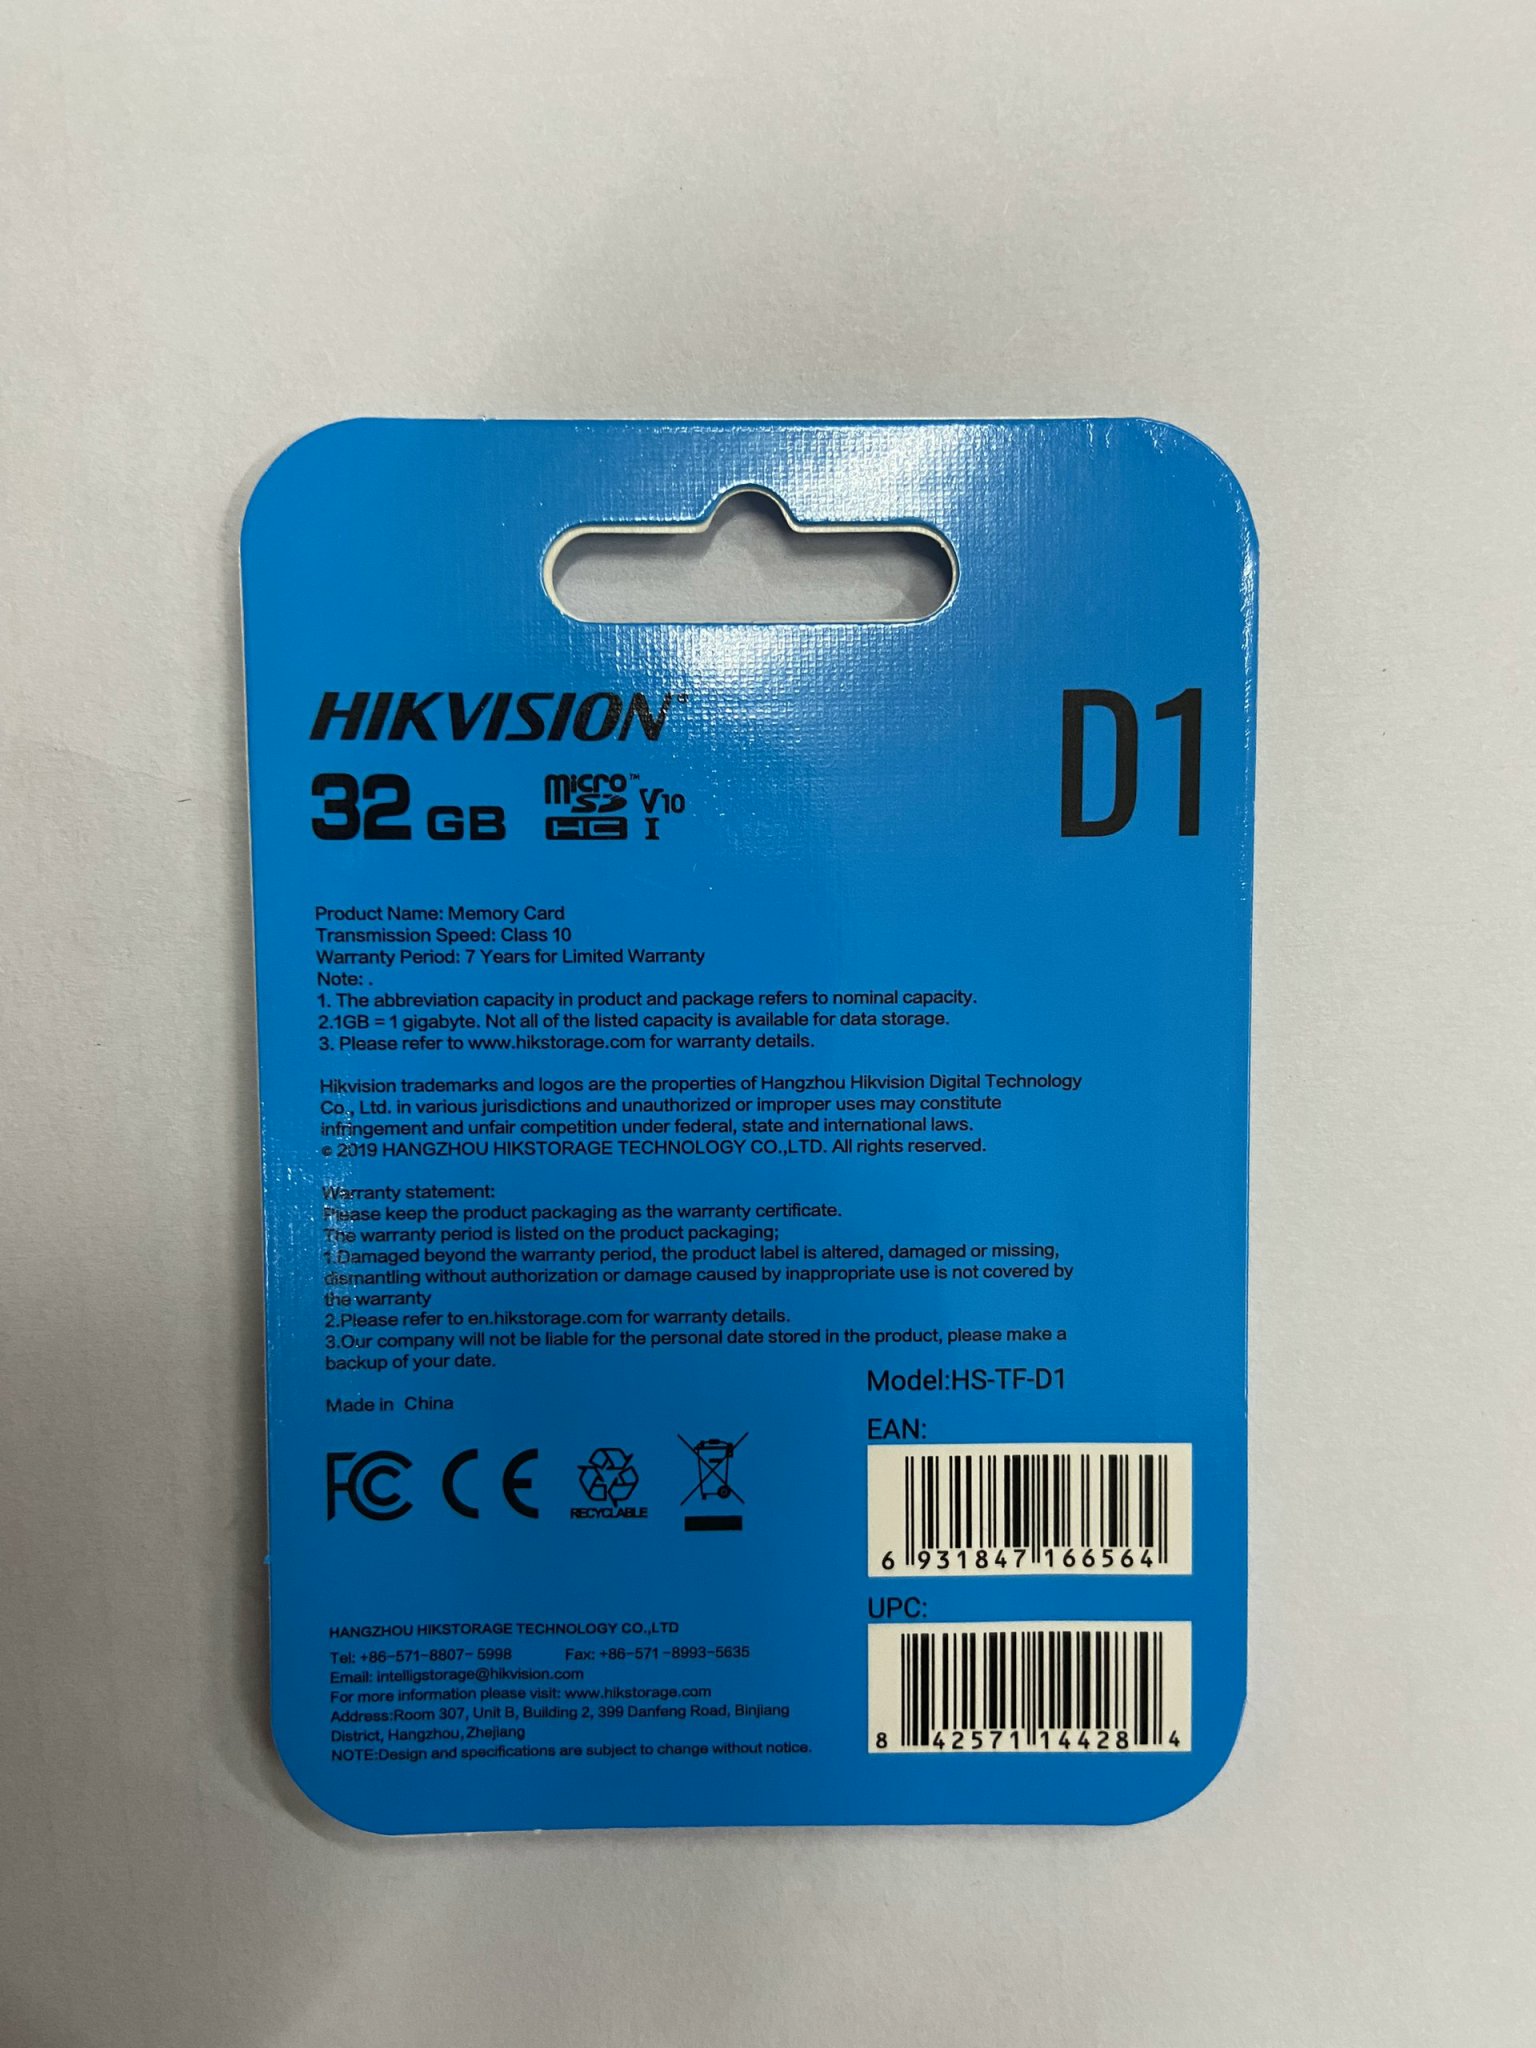 HIKVISION
D1
32 GB
micro SD HC ™ V10 I
Product Name: Memory Card
Transmission Speed: Class 10
Warranty Period: 7 Years for Limited Warranty
Note: .
1. The abbreviation capacity in product and package refers to nominal capacity.
2.1GB = 1 gigabyte. Not all of the listed capacity is available for data storage.
3. Please refer to www.hikstorage.com for warranty details.
Hikvision trademarks and logos are the properties of Hangzhou Hikvision Digital Technology
Co., Ltd. in various jurisdictions and unauthorized or improper uses may constitute
infringement and unfair competition under federal, state and international laws.
© 2019 HANGZHOU HIKSTORAGE TECHNOLOGY CO.,LTD. All rights reserved.
Warranty statement:
Please keep the product packaging as the warranty certificate.
The warranty period is listed on the product packaging;
1.Damaged beyond the warranty period, the product label is altered, damaged or missing,
dismantling without authorization or damage caused by inappropriate use is not covered by
the warranty
2.Please refer to en.hikstorage.com for warranty details.
3.Our company will not be liable for the personal date stored in the product, please make a
backup of your date.
Made in China
FC CE
RECYCLABLE
Model:HS-TF-D1
EAN:
6 931847 166564
UPC:
8 42571 14428 4
HANGZHOU HIKSTORAGE TECHNOLOGY CO.,LTD
Tel: +86-571-8807- 5998 Fax: +86-571 -8993-5635
Email: intelligstorage@hikvision.com
For more information please visit: www.hikstorage.com
Address:Room 307, Unit B, Building 2, 399 Danfeng Road, Binjiang
District, Hangzhou, Zhejiang
NOTE:Design and specifications are subject to change without notice.